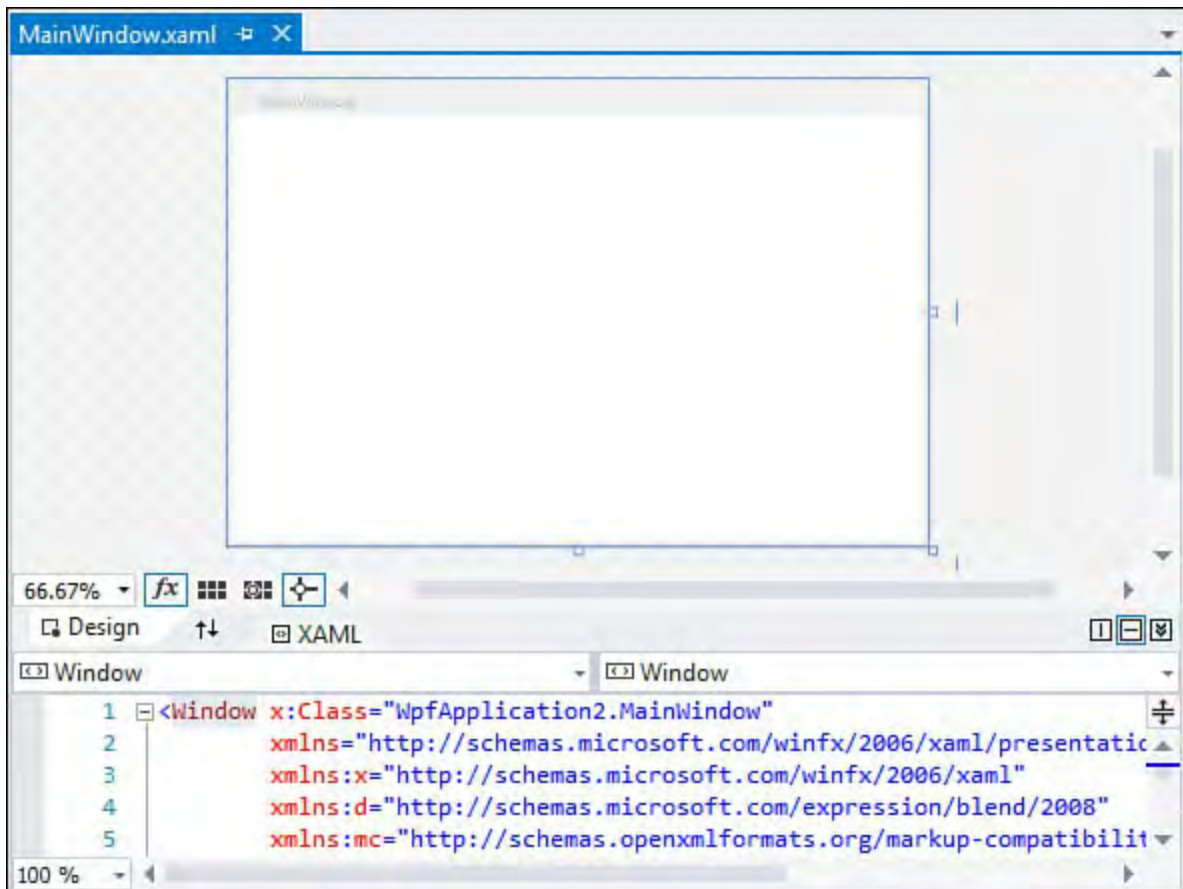 MainWindow.xaml
MainWindow
66.67%
fx
Design
XAML
Window
Window
1 <Window x:Class="WpfApplication2.MainWindow"
2 xmlns="http://schemas.microsoft.com/winfx/2006/xaml/presentatic
3 xmlns:x="http://schemas.microsoft.com/winfx/2006/xaml"
4 xmlns:d="http://schemas.microsoft.com/expression/blend/2008"
5 xmlns:mc="http://schemas.openxmlformats.org/markup-compatibilit
100 %